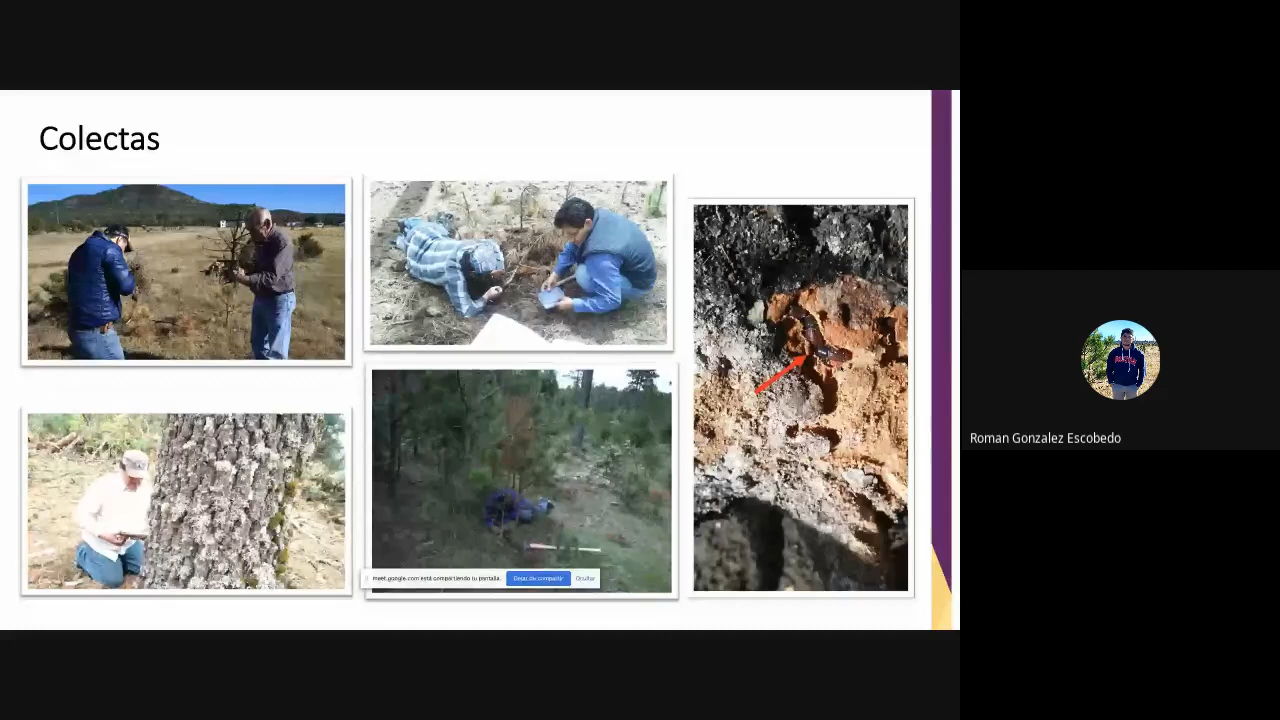 Colectas
meet.google.com está compartiendo tu pantalla.
Dejar de compartir
Ocultar
Roman Gonzalez Escobedo